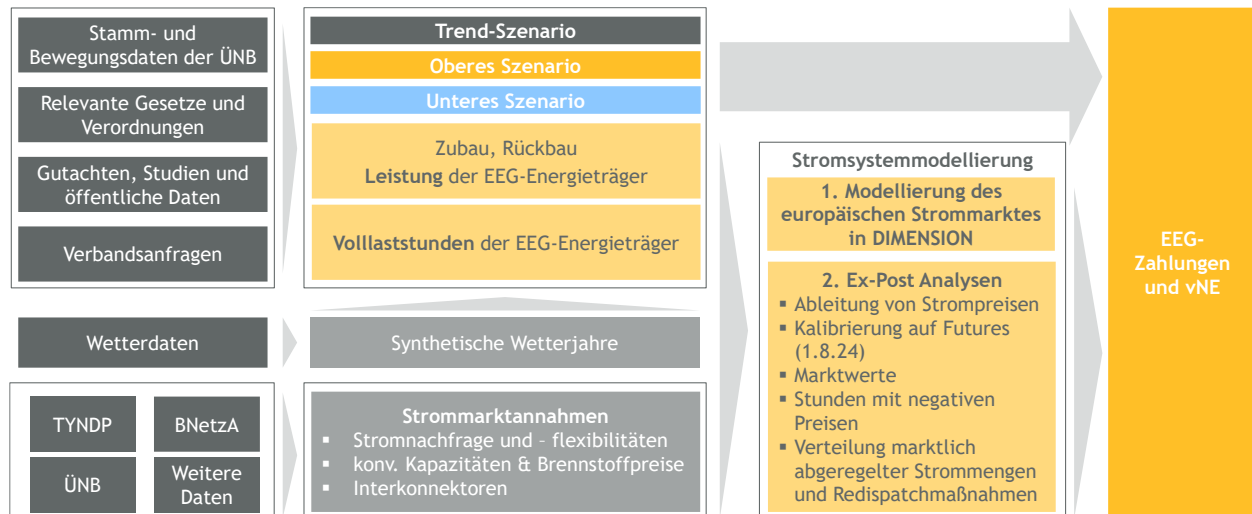 Stamm- und
Bewegungsdaten der ÜNB
Relevante Gesetze und
Verordnungen
Gutachten, Studien und
öffentliche Daten
Verbandsanfragen
Trend-Szenario
Oberes Szenario
Unteres Szenario
Zubau, Rückbau
Leistung der EEG-Energieträger
Volllaststunden der EEG-Energieträger
Wetterdaten
Synthetische Wetterjahre
TYNDP
BNetzA
ÜNB
Weitere
Daten
Strommarktannahmen
▪ Stromnachfrage und – flexibilitäten
▪ konv. Kapazitäten & Brennstoffpreise
▪ Interkonnektoren
Stromsystemmodellierung
1. Modellierung des
europäischen Strommarktes
in DIMENSION
2. Ex-Post Analysen
▪ Ableitung von Strompreisen
▪ Kalibrierung auf Futures
(1.8.24)
▪ Marktwerte
▪ Stunden mit negativen
Preisen
▪ Verteilung marktlich
abgeregelter Strommengen
und Redispatchmaßnahmen
EEG-
Zahlungen
und vNE